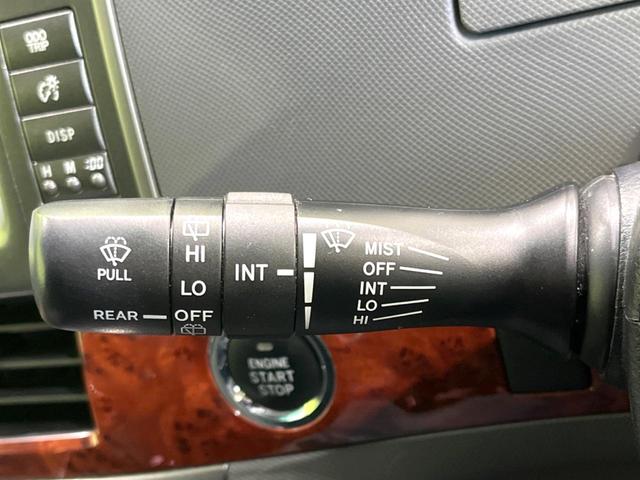 ODO
TRIP
DISP
H M :00
PULL
REAR
HI
LO
OFF
INT
MIST
OFF
INT
LO
HI
ENGINE
START
STOP